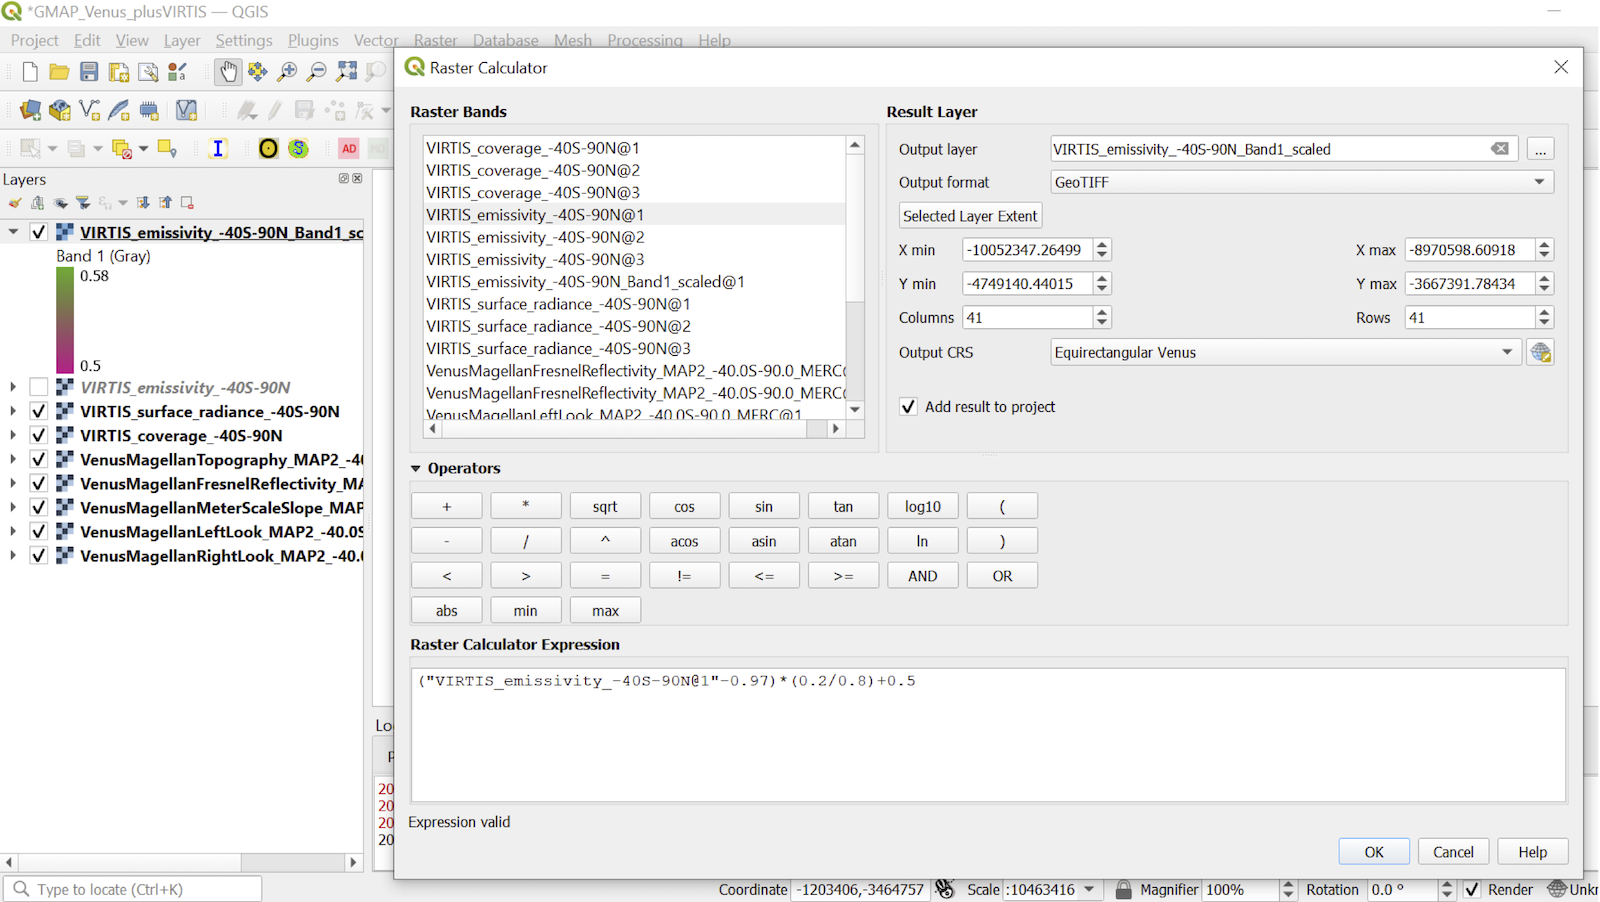 *GMAP_Venus_plusVIRTIS — QGIS
Project Edit View Layer Settings Plugins Vector Raster Database Mesh Processing Help
Raster Calculator
Raster Bands
VIRTIS_coverage_-40S-90N@1
VIRTIS_coverage_-40S-90N@2
VIRTIS_coverage_-40S-90N@3
VIRTIS_emissivity_-40S-90N@1
VIRTIS_emissivity_-40S-90N@2
VIRTIS_emissivity_-40S-90N@3
VIRTIS_emissivity_-40S-90N_Band1_scaled@1
VIRTIS_surface_radiance_-40S-90N@1
VIRTIS_surface_radiance_-40S-90N@2
VIRTIS_surface_radiance_-40S-90N@3
VenusMagellanFresnelReflectivity_MAP2_-40.0S-90.0_MERC
VenusMagellanFresnelReflectivity_MAP2_-40.0S-90.0_MERC
VenusMagellanLeftLook_MAP2_-40.0S-90.0_MERC@1
Result Layer
Output layer VIRTIS_emissivity_-40S-90N_Band1_scaled ...
Output format GeoTIFF
Selected Layer Extent
X min -10052347.26499 X max -8970598.60918
Y min -4749140.44015 Y max -3667391.78434
Columns 41 Rows 41
Output CRS Equirectangular Venus
Add result to project
Operators
+ * sqrt cos sin tan log10 (
- / ^ acos asin atan ln )
< > = != <= >= AND OR
abs min max
Raster Calculator Expression
("VIRTIS_emissivity_-40S-90N@1"-0.97)*(0.2/0.8)+0.5
Expression valid
OK Cancel Help
I S AD
Layers
VIRTIS_emissivity_-40S-90N_Band1_sc
Band 1 (Gray)
0.58
0.5
VIRTIS_emissivity_-40S-90N
VIRTIS_surface_radiance_-40S-90N
VIRTIS_coverage_-40S-90N
VenusMagellanTopography_MAP2_-40
VenusMagellanFresnelReflectivity_MA
VenusMagellanMeterScaleSlope_MAP
VenusMagellanLeftLook_MAP2_-40.0S
VenusMagellanRightLook_MAP2_-40.0
Lo
20
20
20
20
Type to locate (Ctrl+K)
Coordinate -1203406,-3464757 Scale :10463416 Magnifier 100% Rotation 0.0 ° Render Unkn